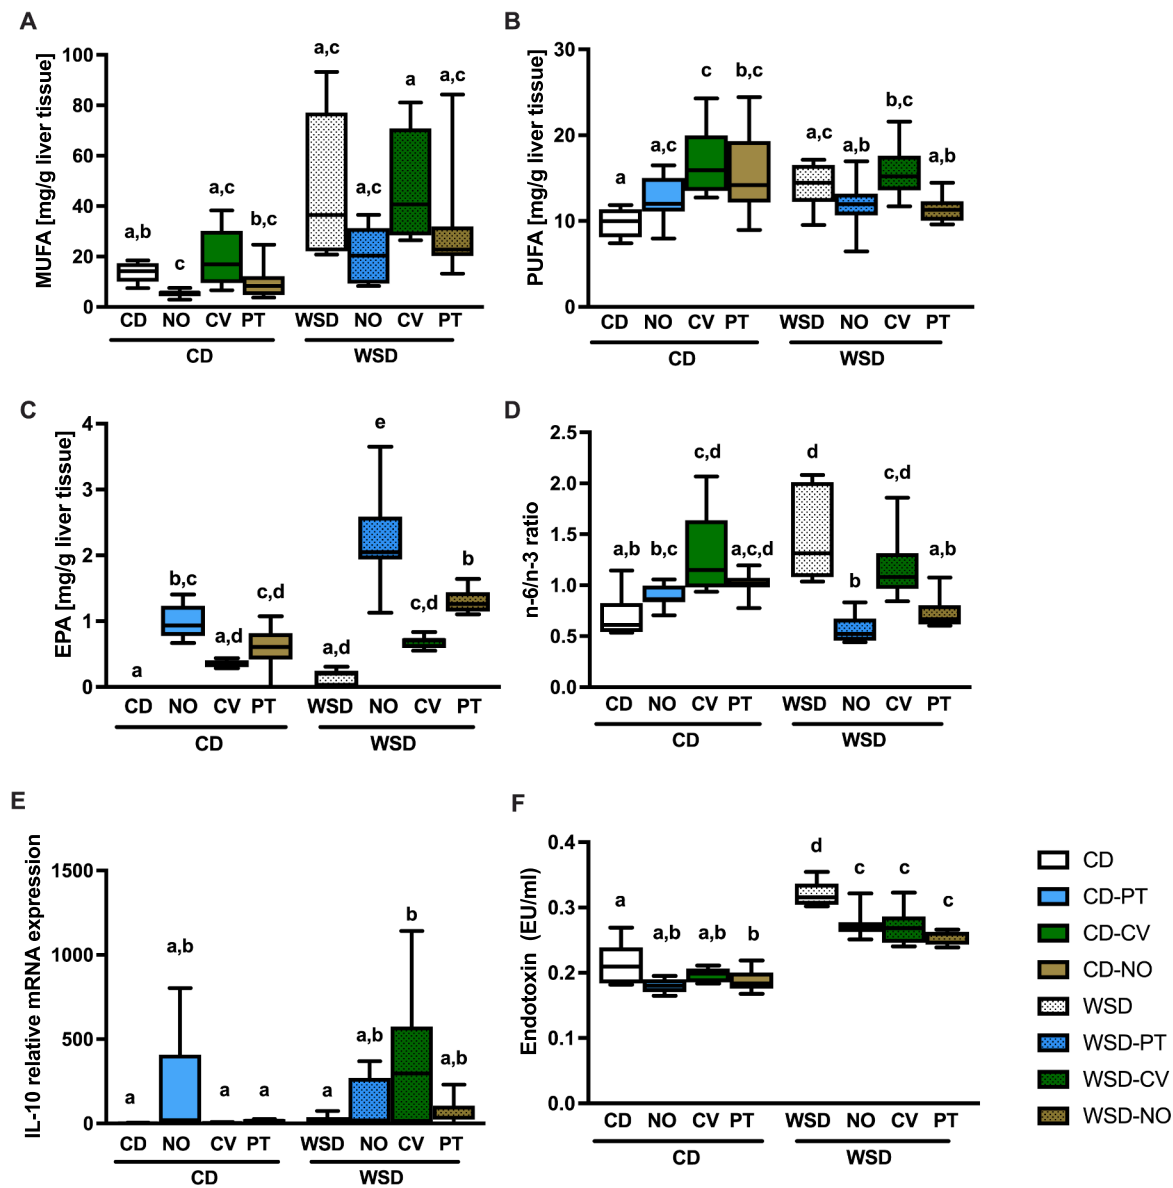 A
MUFA [mg/g liver tissue]
100
80
60
40
20
0
a,b
c
a,c
b,c
a,c
a,c
a
a,c
CD NO CV PT WSD NO CV PT
CD WSD
B
PUFA [mg/g liver tissue]
30
20
10
0
a
a,c
c
b,c
a,c
a,b
b,c
a,b
CD NO CV PT WSD NO CV PT
CD WSD
C
EPA [mg/g liver tissue]
4
3
2
1
0
a
b,c
a,d
c,d
a,d
e
c,d
b
CD NO CV PT WSD NO CV PT
CD WSD
D
n-6/n-3 ratio
2.5
2.0
1.5
1.0
0.5
0.0
a,b
b,c
c,d
a,c,d
d
b
c,d
a,b
CD NO CV PT WSD NO CV PT
CD WSD
E
IL-10 relative mRNA expression
1500
1000
500
0
a
a,b
a
a
a
a,b
b
a,b
CD NO CV PT WSD NO CV PT
CD WSD
F
Endotoxin (EU/ml)
0.4
0.3
0.2
0.1
0.0
a
a,b
a,b
b
d
c
c
c
CD NO CV PT WSD NO CV PT
CD WSD
CD
CD-PT
CD-CV
CD-NO
WSD
WSD-PT
WSD-CV
WSD-NO